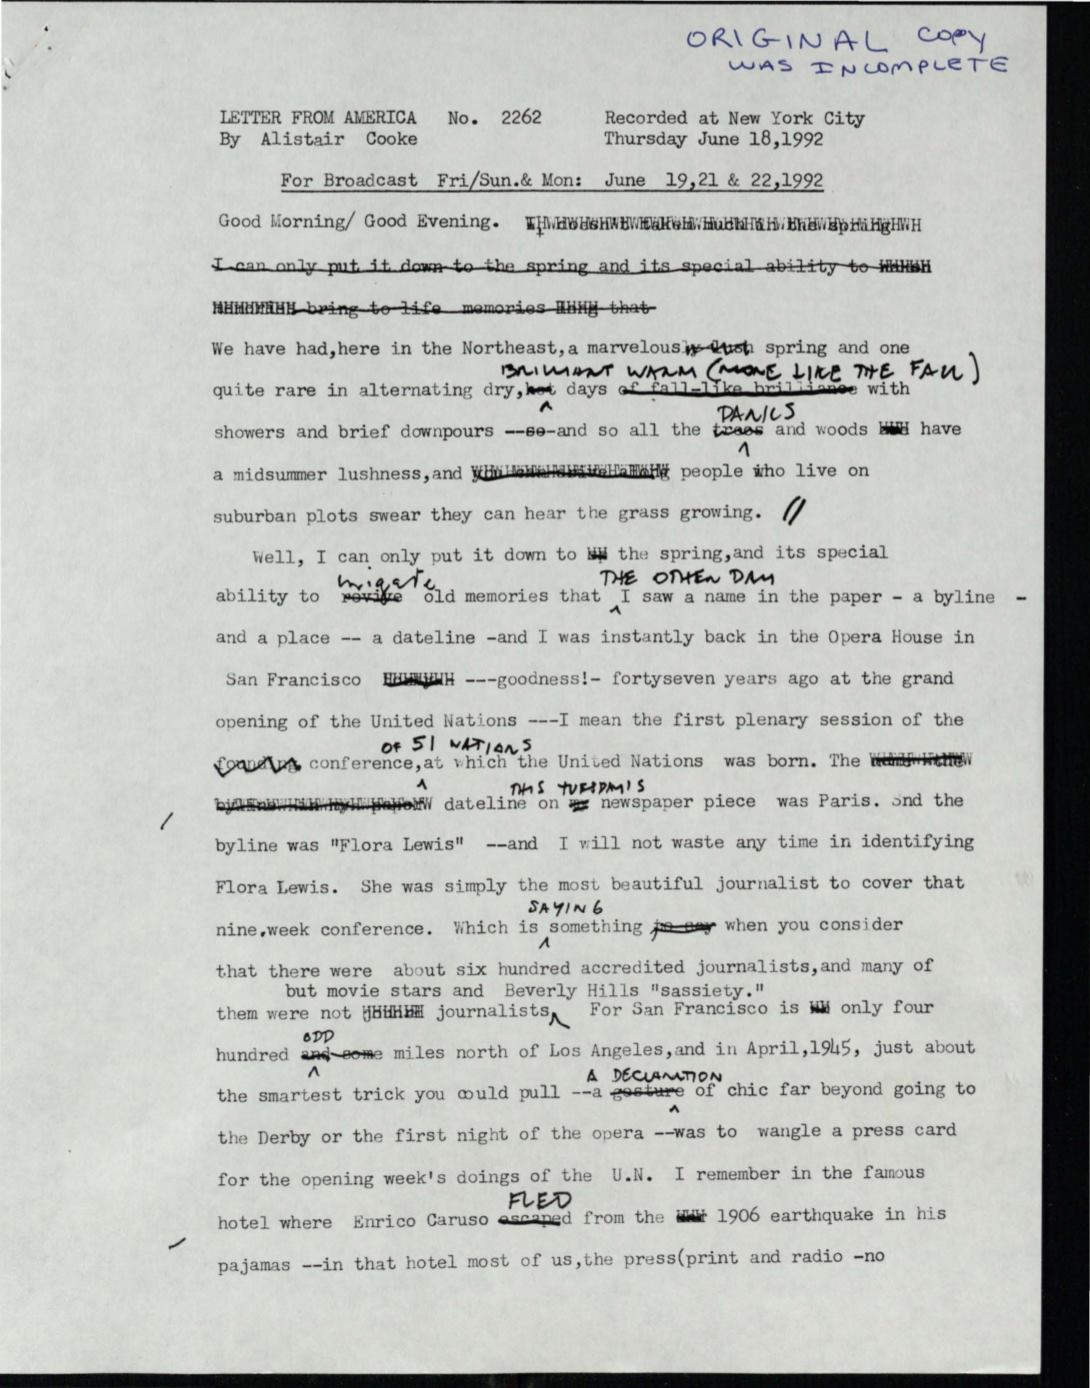 ORIGINAL COPY
WAS INCOMPLETE
LETTER FROM AMERICA No. 2262 Recorded at New York City
By Alistair Cooke Thursday June 18,1992
For Broadcast Fri/Sun.& Mon: June 19,21 & 22,1992
Good Morning/ Good Evening.
I can only put it down to the spring and its special ability to
bring to life memories that
We have had,here in the Northeast,a marvelously lush spring and one
BRILLIANT WARM (MORE LIKE THE FALL)
quite rare in alternating dry,hot days of fall-like brilliance with
PARKS
showers and brief downpours --so-and so all the trees and woods have
a midsummer lushness,and people who live on
suburban plots swear they can hear the grass growing. //
Well, I can only put it down to the spring,and its special
THE OTHER DAY
ability to revive old memories that I saw a name in the paper - a byline -
and a place -- a dateline -and I was instantly back in the Opera House in
San Francisco ---goodness!- fortyseven years ago at the grand
opening of the United Nations ---I mean the first plenary session of the
OF 51 NATIONS
founding conference,at which the United Nations was born. The
THIS TUESDAY'S
dateline on newspaper piece was Paris. And the
byline was "Flora Lewis" --and I will not waste any time in identifying
Flora Lewis. She was simply the most beautiful journalist to cover that
SAYING
nine,week conference. Which is something to say when you consider
that there were about six hundred accredited journalists,and many of
but movie stars and Beverly Hills "sassiety."
them were not journalists For San Francisco is only four
ODD
hundred and some miles north of Los Angeles,and in April,1945, just about
A DECLARATION
the smartest trick you could pull --a gesture of chic far beyond going to
the Derby or the first night of the opera --was to wangle a press card
for the opening week's doings of the U.N. I remember in the famous
FLED
hotel where Enrico Caruso escaped from the 1906 earthquake in his
pajamas --in that hotel most of us,the press(print and radio -no